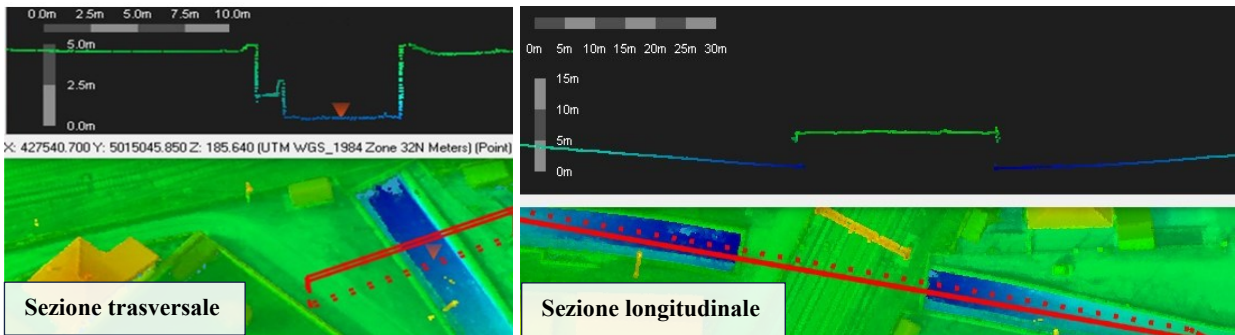 0.0m 2.5m 5.0m 7.5m 10.0m
5.0m
2.5m
0.0m
X: 427540.700 Y: 5015045.850 Z: 185.640 (UTM WGS_1984 Zone 32N Meters) (Point)
Sezione trasversale
0m 5m 10m 15m 20m 25m 30m
15m
10m
5m
0m
Sezione longitudinale